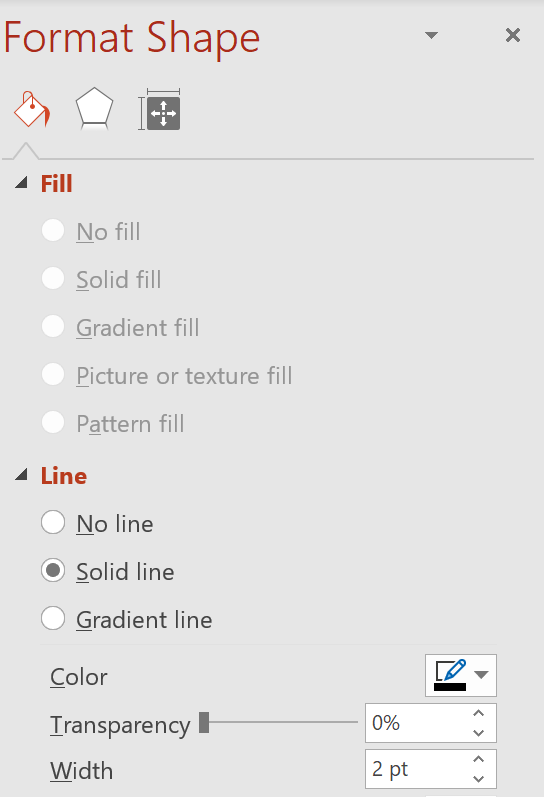 Format Shape
Fill
No fill
Solid fill
Gradient fill
Picture or texture fill
Pattern fill
Line
No line
Solid line
Gradient line
Color
Transparency 0%
Width 2 pt